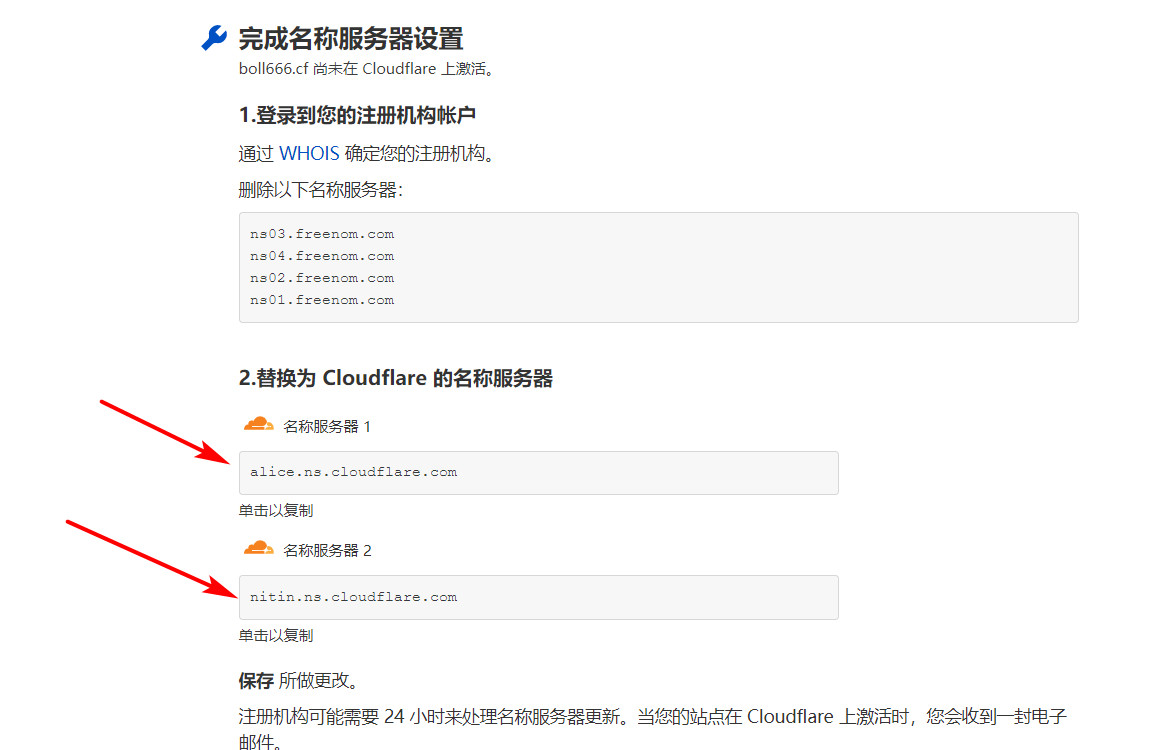 完成名称服务器设置
boll666.cf 尚未在 Cloudflare 上激活。
1.登录到您的注册机构帐户
通过 WHOIS 确定您的注册机构。
删除以下名称服务器：
ns03.freenom.com
ns04.freenom.com
ns02.freenom.com
ns01.freenom.com
2.替换为 Cloudflare 的名称服务器
名称服务器 1
alice.ns.cloudflare.com
单击以复制
名称服务器 2
nitin.ns.cloudflare.com
单击以复制
保存 所做更改。
注册机构可能需要 24 小时来处理名称服务器更新。当您的站点在 Cloudflare 上激活时，您会收到一封电子
邮件。